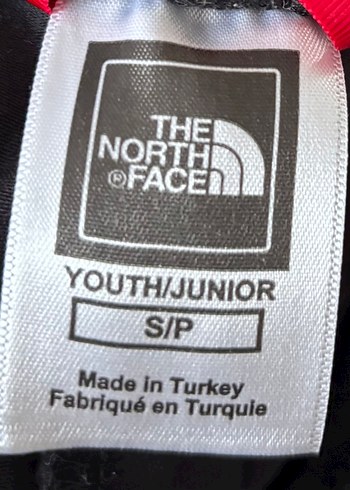 THE
NORTH
®FACE
YOUTH/JUNIOR
S/P
Made in Turkey
Fabriqué en Turquie